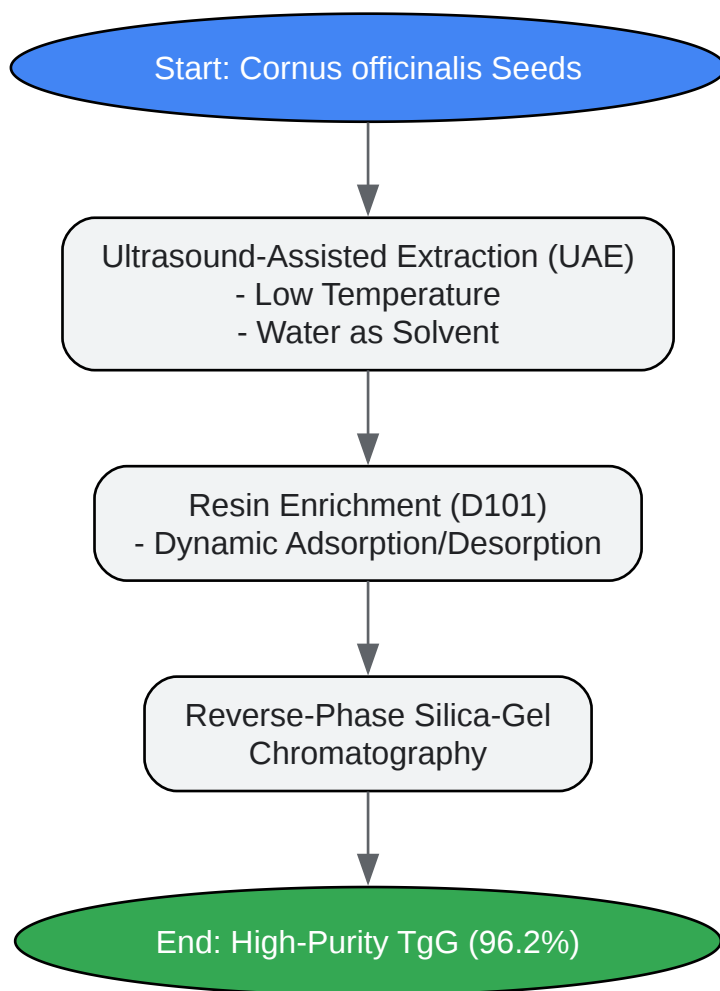 Start: Cornus officinalis Seeds
Ultrasound-Assisted Extraction (UAE)
- Low Temperature
- Water as Solvent
Resin Enrichment (D101)
- Dynamic Adsorption/Desorption
Reverse-Phase Silica-Gel
Chromatography
End: High-Purity TgG (96.2%)